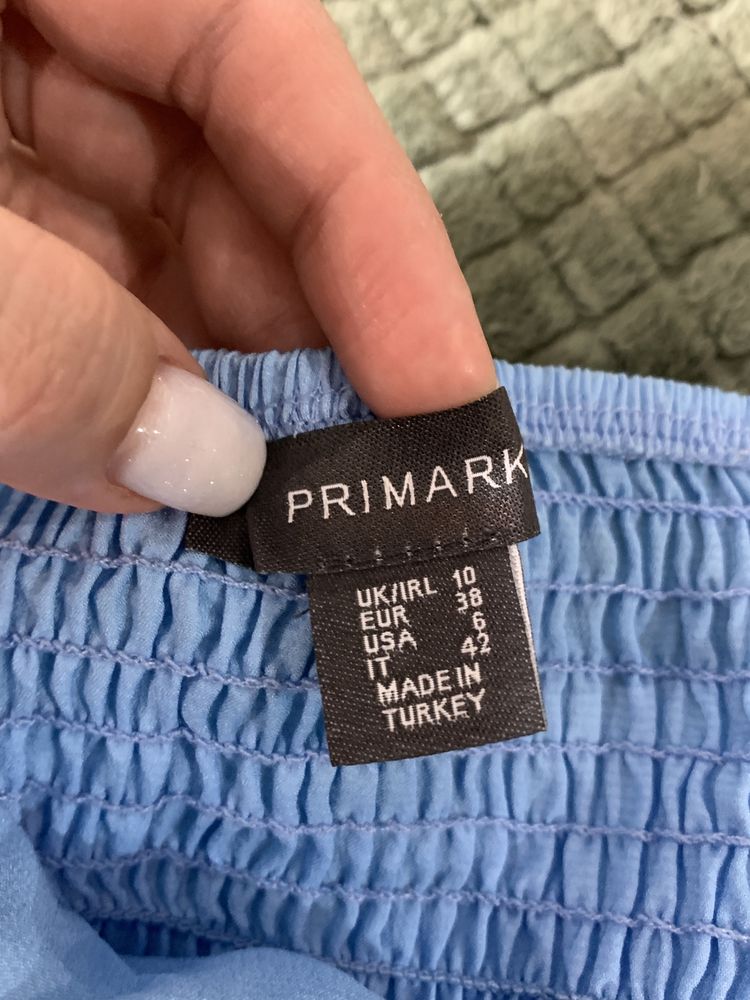 PRIMARK
UK/IRL 10
EUR 38
USA 6
IT 42
MADE IN
TURKEY